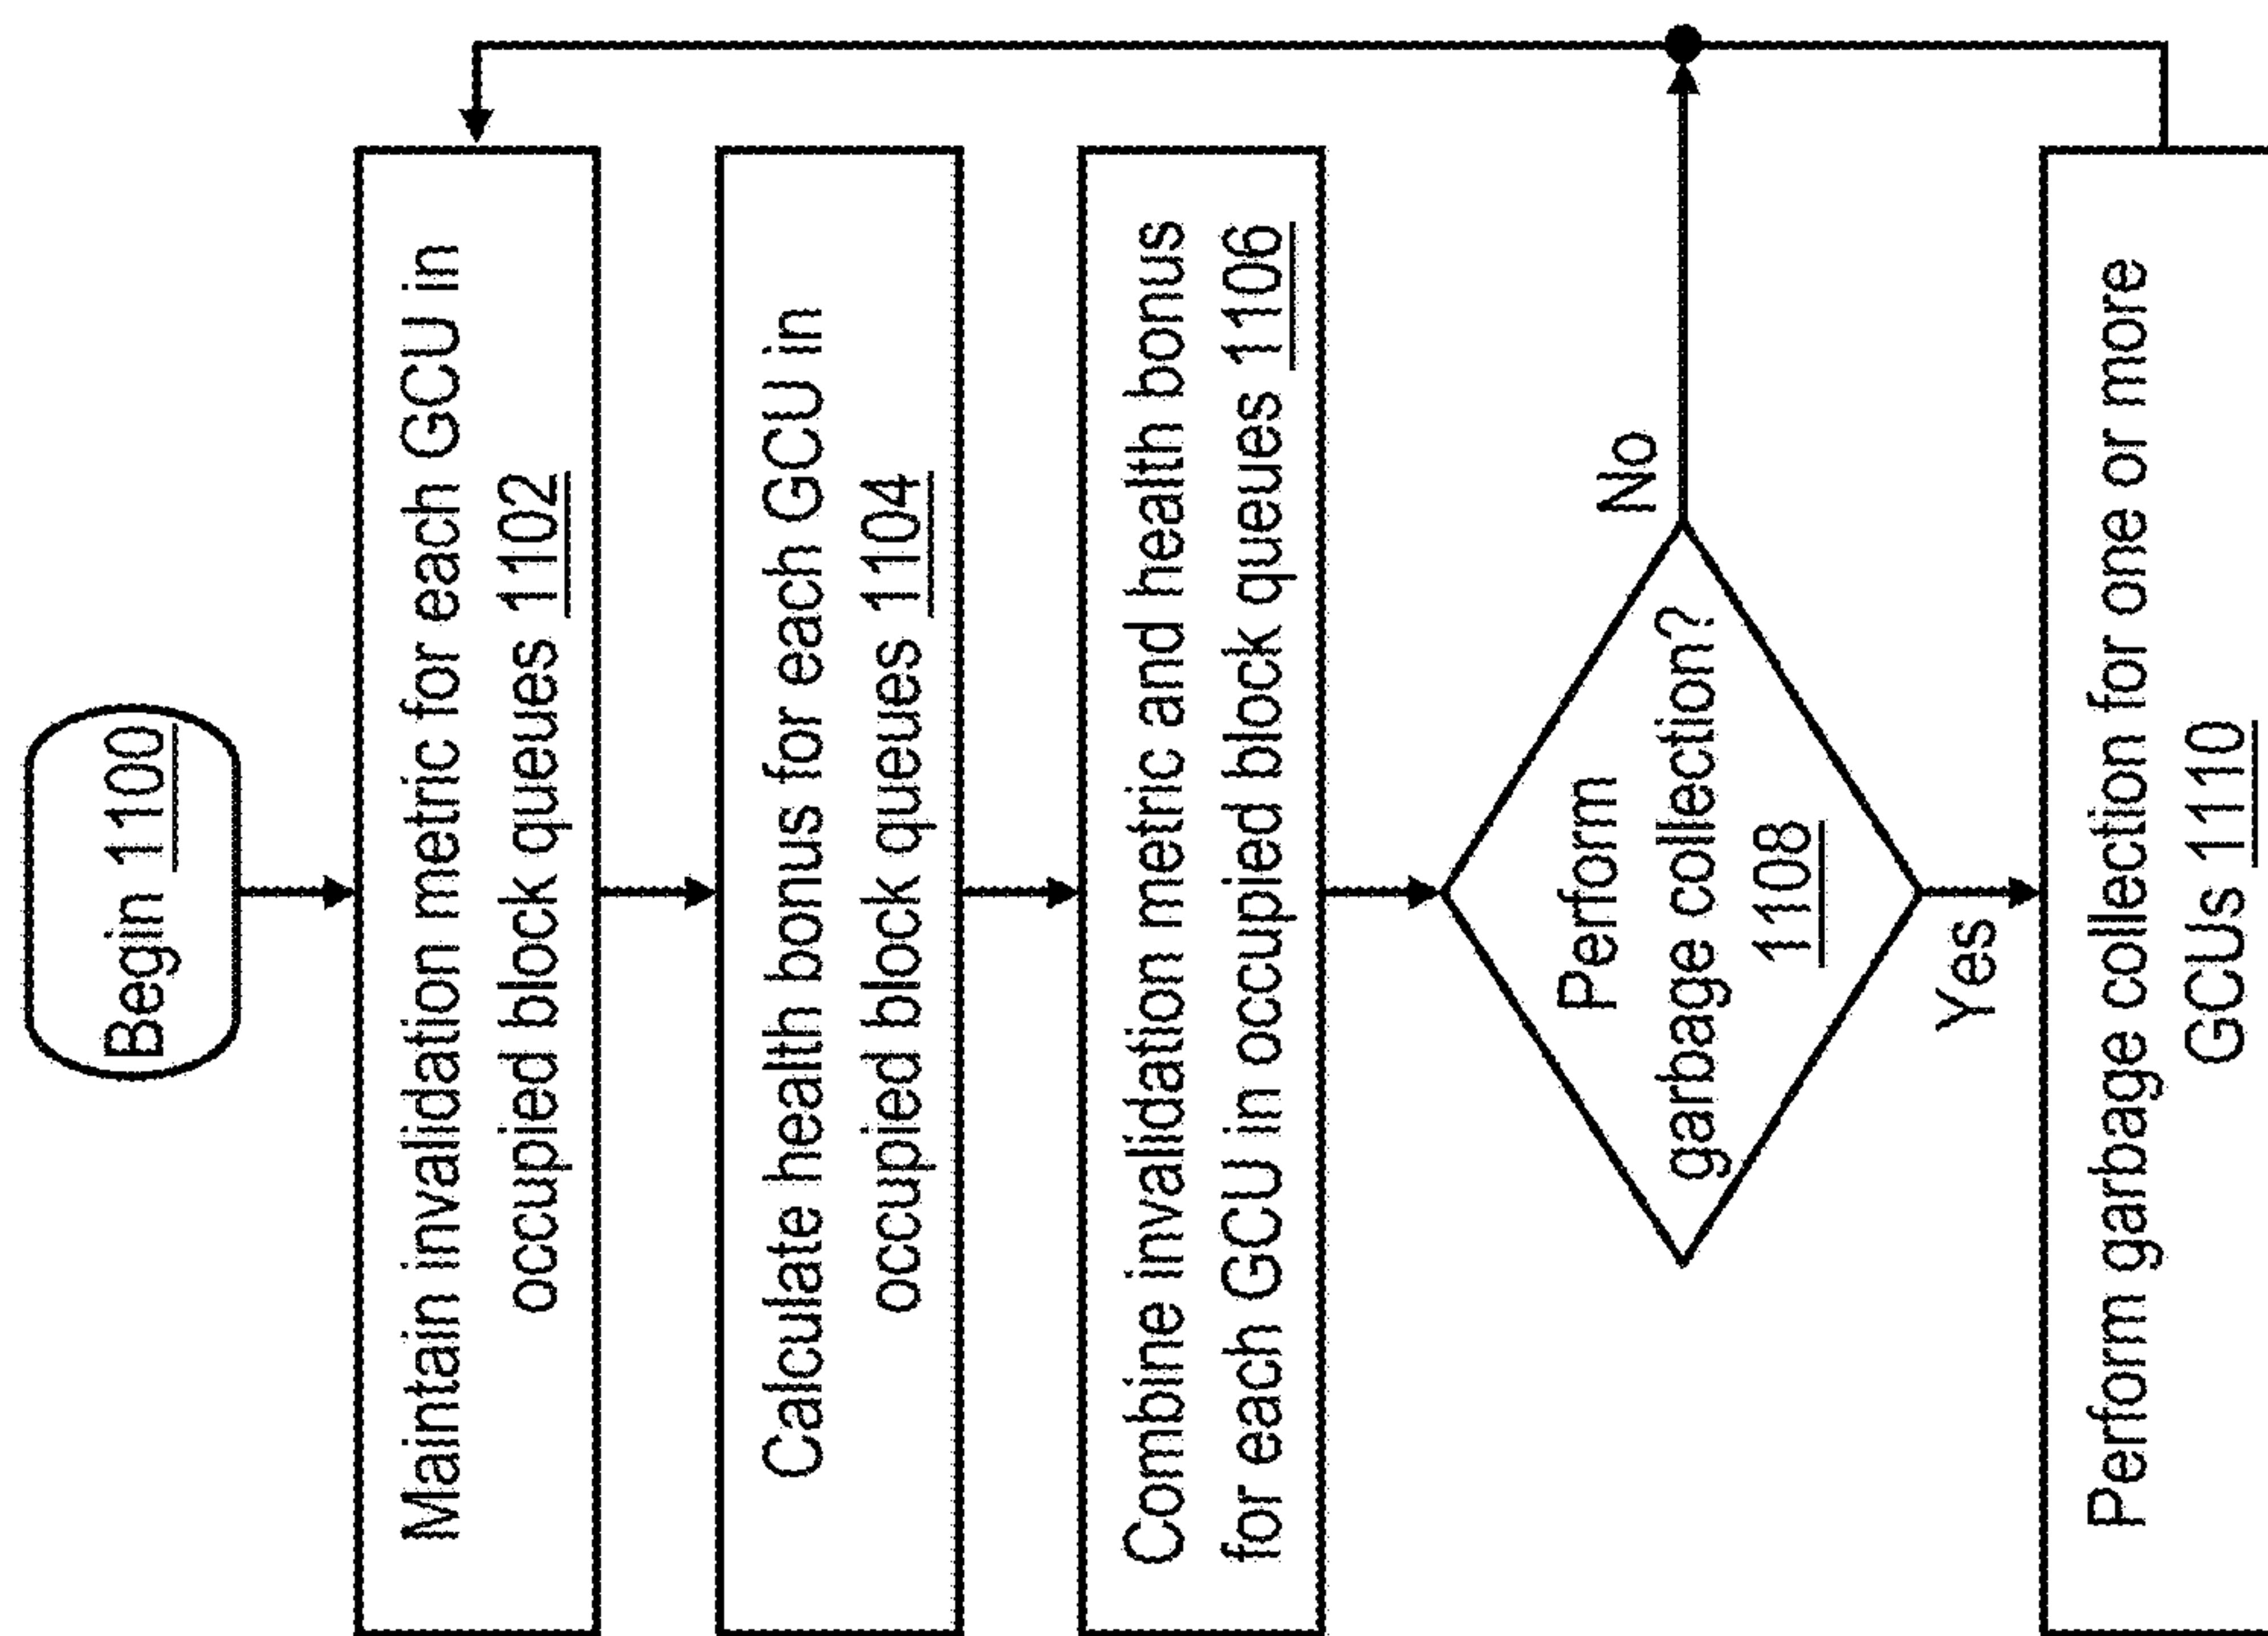 Begin 1100
Maintain invalidation metric for each GCU in
occupied block queues 1102
Calculate health bonus for each GCU in
occupied block queues 1104
Combine invalidation metric and health bonus
for each GCU in occupied block queues 1106
Perform
garbage collection?
1108
No
Yes
Perform garbage collection for one or more
GCUs 1110